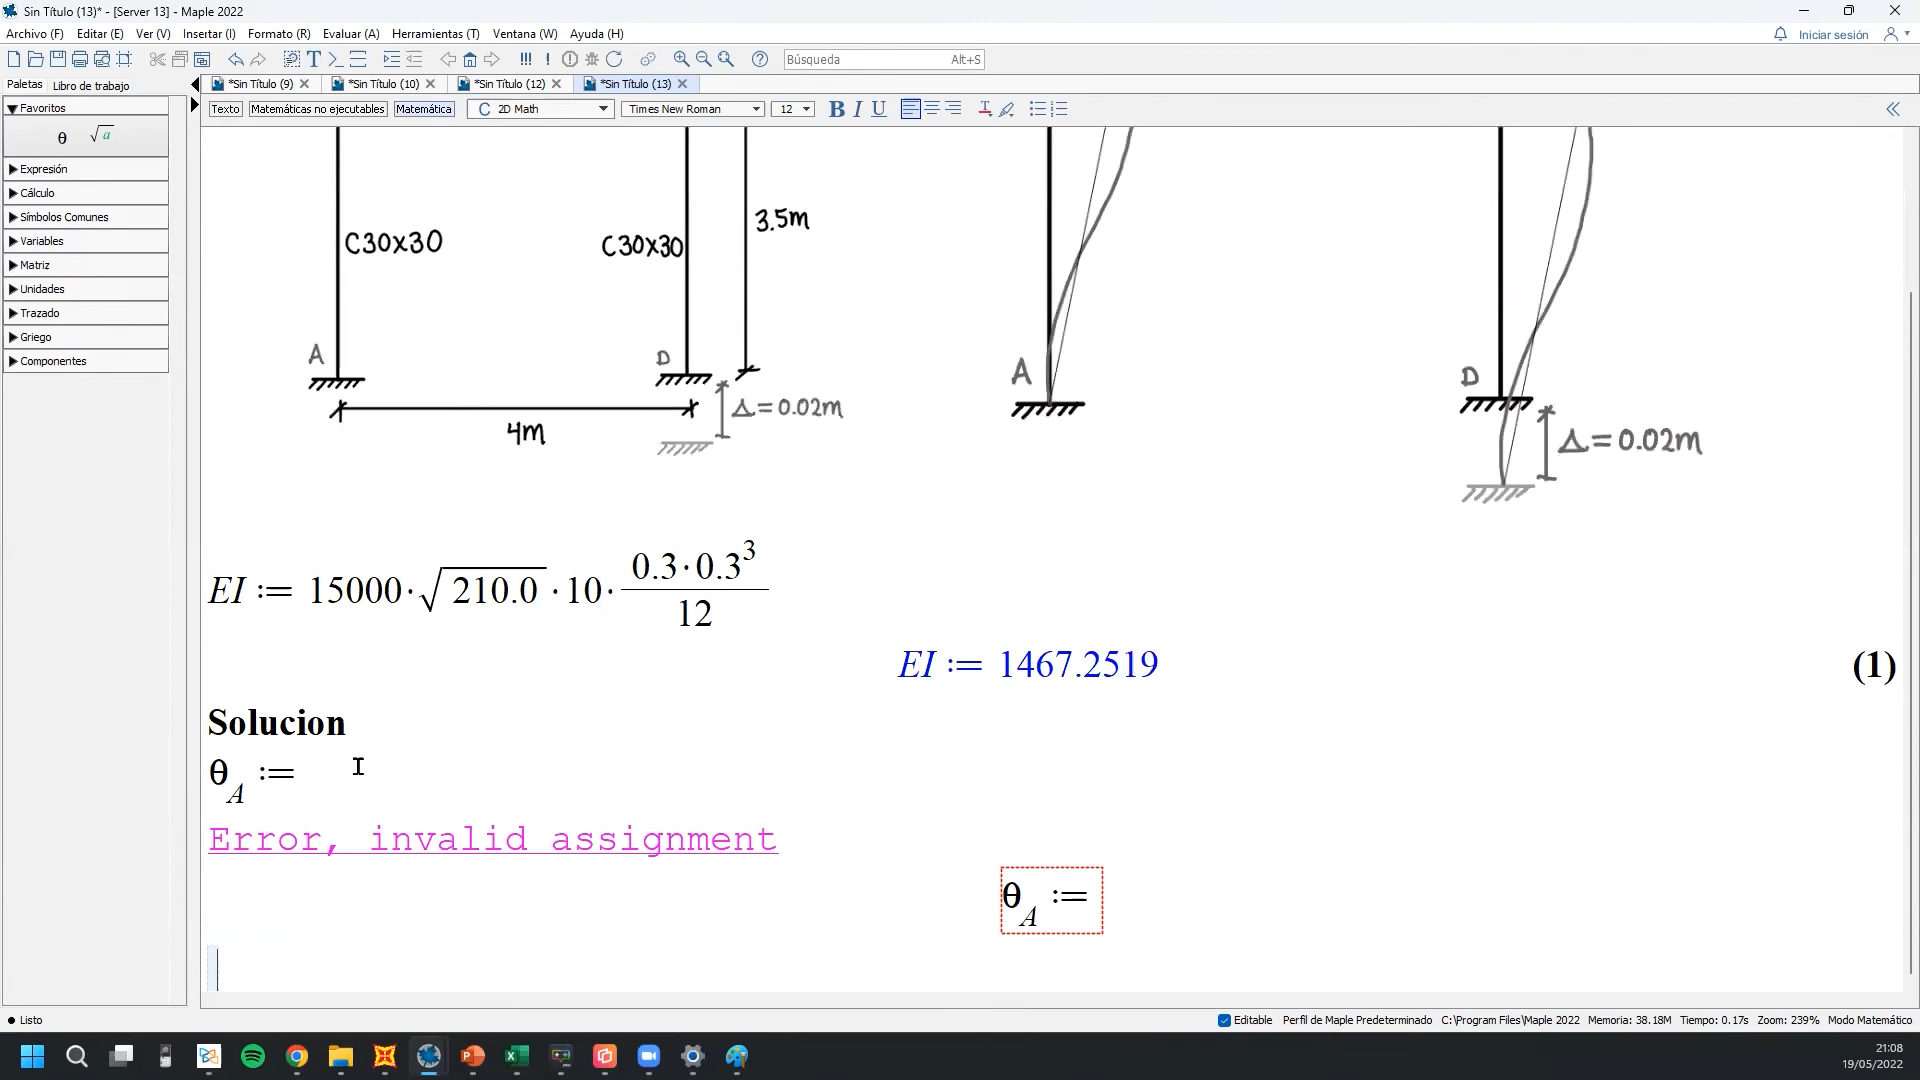 Sin Título (13)* - [Server 13] - Maple 2022
Archivo (F) Editar (E) Ver (V) Insertar (I) Formato (R) Evaluar (A) Herramientas (T) Ventana (W) Ayuda (H)
Iniciar sesión
Búsqueda Alt+S
Paletas Libro de trabajo
*Sin Título (9) *Sin Título (10) *Sin Título (12) *Sin Título (13)
Texto Matemáticas no ejecutables Matemática C 2D Math Times New Roman 12 B I U
Favoritos
θ √a
Expresión
Cálculo
Símbolos Comunes
Variables
Matriz
Unidades
Trazado
Griego
Componentes
C30x30 C30x30 3.5m
A D A D
Δ=0.02m
4m
Δ=0.02m
EI := 15000·√210.0·10·(0.3·0.3^3)/12
EI := 1467.2519 (1)
Solucion
θ_A :=
Error, invalid assignment
θ_A :=
Listo
Editable Perfil de Maple Predeterminado C:\Program Files\Maple 2022 Memoria: 38.18M Tiempo: 0.17s Zoom: 239% Modo Matemático
21:08
19/05/2022